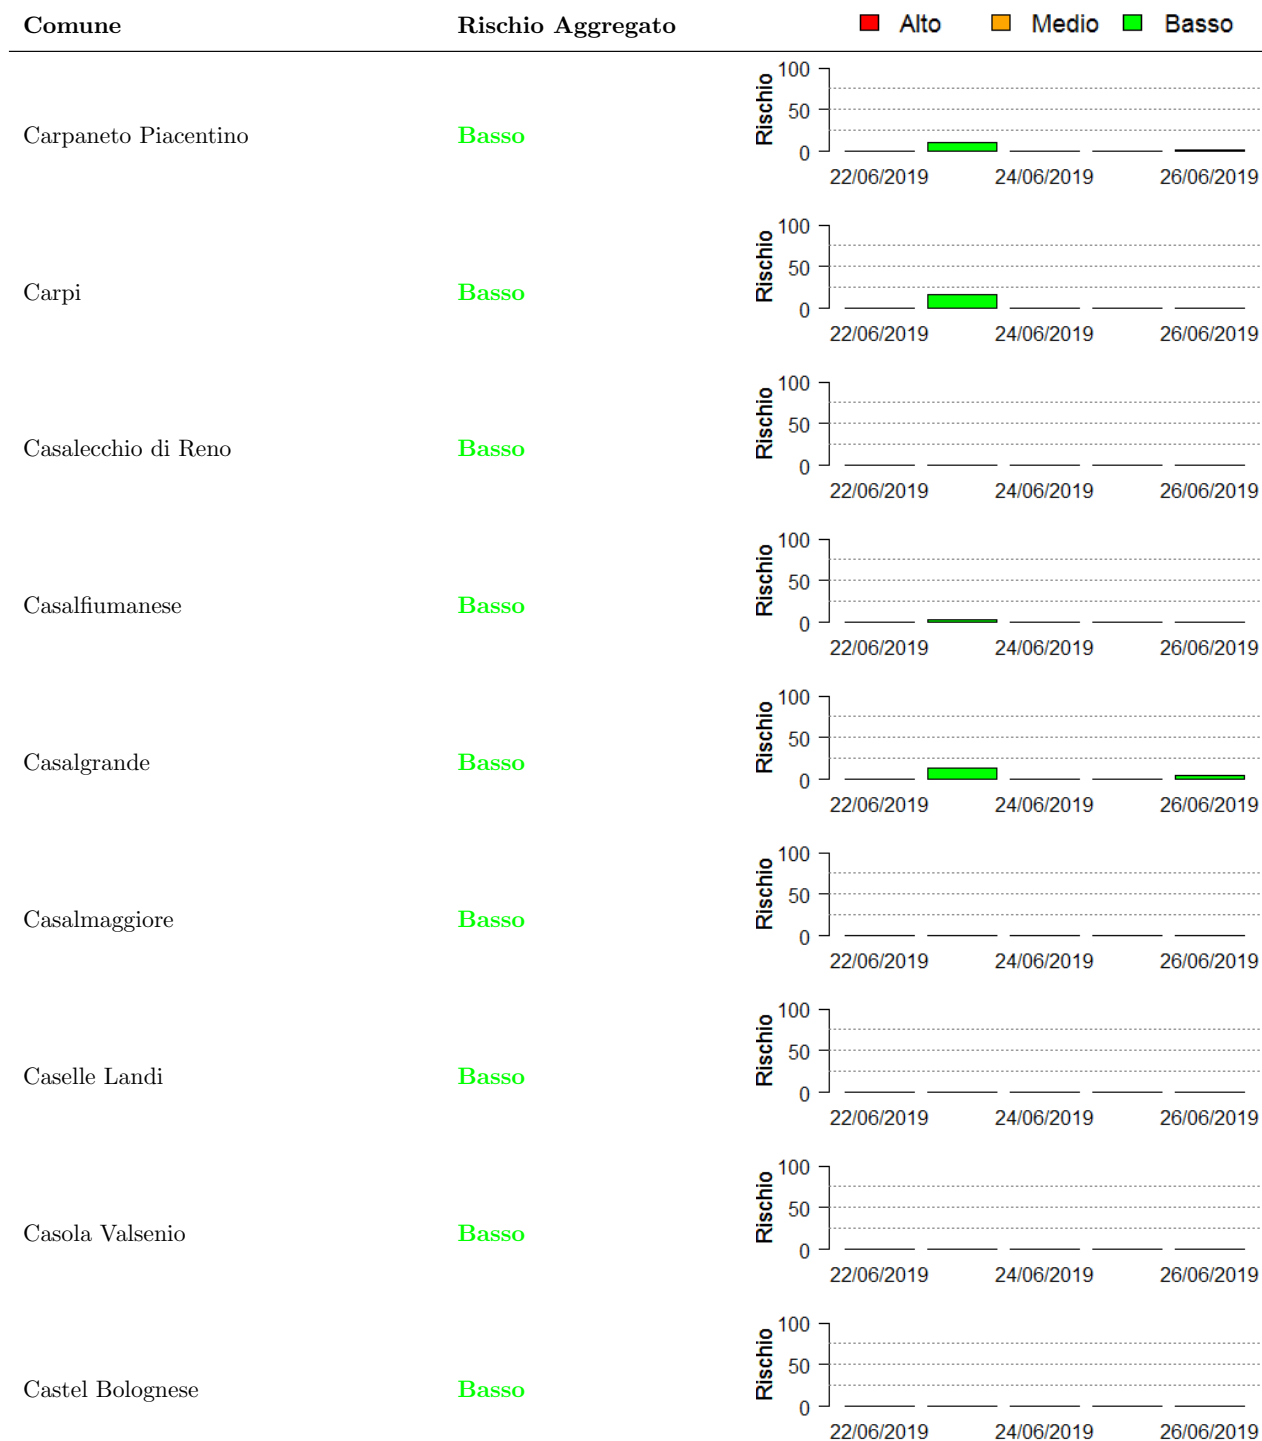 Comune Rischio Aggregato Alto Medio Basso
Carpaneto Piacentino Basso
Rischio
100
50
0
22/06/2019 24/06/2019 26/06/2019
Carpi Basso
Rischio
100
50
0
22/06/2019 24/06/2019 26/06/2019
Casalecchio di Reno Basso
Rischio
100
50
0
22/06/2019 24/06/2019 26/06/2019
Casalfiumanese Basso
Rischio
100
50
0
22/06/2019 24/06/2019 26/06/2019
Casalgrande Basso
Rischio
100
50
0
22/06/2019 24/06/2019 26/06/2019
Casalmaggiore Basso
Rischio
100
50
0
22/06/2019 24/06/2019 26/06/2019
Caselle Landi Basso
Rischio
100
50
0
22/06/2019 24/06/2019 26/06/2019
Casola Valsenio Basso
Rischio
100
50
0
22/06/2019 24/06/2019 26/06/2019
Castel Bolognese Basso
Rischio
100
50
0
22/06/2019 24/06/2019 26/06/2019